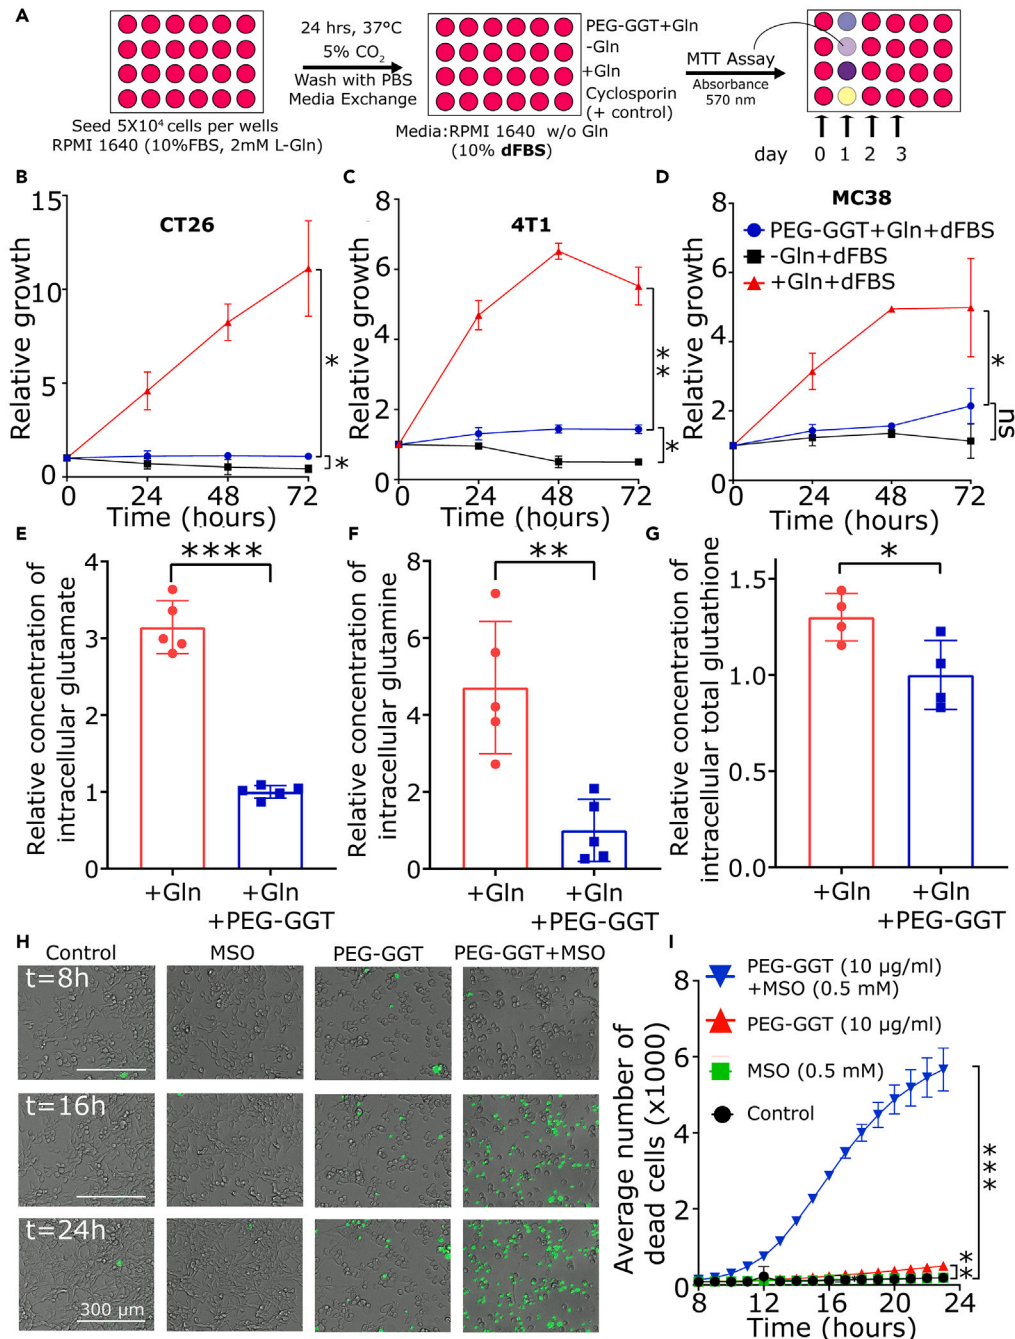 A
24 hrs, 37°C
5% CO2
Wash with PBS
Media Exchange
PEG-GGT+Gln
-Gln
+Gln
Cyclosporin
(+ control)
MTT Assay
Absorbance
570 nm
Seed 5X10⁴ cells per wells
RPMI 1640 (10%FBS, 2mM L-Gln)
Media:RPMI 1640 w/o Gln
(10% dFBS)
day 0 1 2 3
B
CT26
Relative growth
15
10
5
0
0 24 48 72
Time (hours)
*
*
C
4T1
Relative growth
8
6
4
2
0
0 24 48 72
Time (hours)
**
*
D
MC38
PEG-GGT+Gln+dFBS
-Gln+dFBS
+Gln+dFBS
Relative growth
8
6
4
2
0
0 24 48 72
Time (hours)
*
ns
E
****
Relative concentration of
intracellular glutamate
4
3
2
1
0
+Gln +Gln
+PEG-GGT
F
**
Relative concentration of
intracellular glutamine
8
6
4
2
0
+Gln +Gln
+PEG-GGT
G
*
Relative concentration of
intracellular total glutathione
1.5
1.0
0.5
0.0
+Gln +Gln
+PEG-GGT
H
Control MSO PEG-GGT PEG-GGT+MSO
t=8h
t=16h
t=24h
300 µm
I
PEG-GGT (10 µg/ml)
+MSO (0.5 mM)
PEG-GGT (10 µg/ml)
MSO (0.5 mM)
Control
Average number of
dead cells (x1000)
8
6
4
2
0
8 12 16 20 24
Time (hours)
***
**